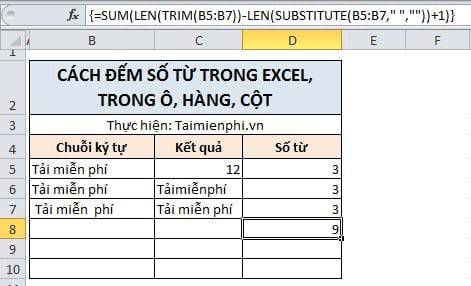 fx {=SUM(LEN(TRIM(B5:B7))-LEN(SUBSTITUTE(B5:B7," ",""))+1)}
A B C D E F G
1
2 CÁCH ĐẾM SỐ TỪ TRONG EXCEL,
TRONG Ô, HÀNG, CỘT
3 Thực hiện: Taimienphi.vn
4 Chuỗi ký tự Kết quả Số từ
5 Tải miễn phí 12 3
6 Tải miễn phí Tảimiễnphí 3
7 Tải miễn  phí Tải miễn phí 3
8 9
9
10